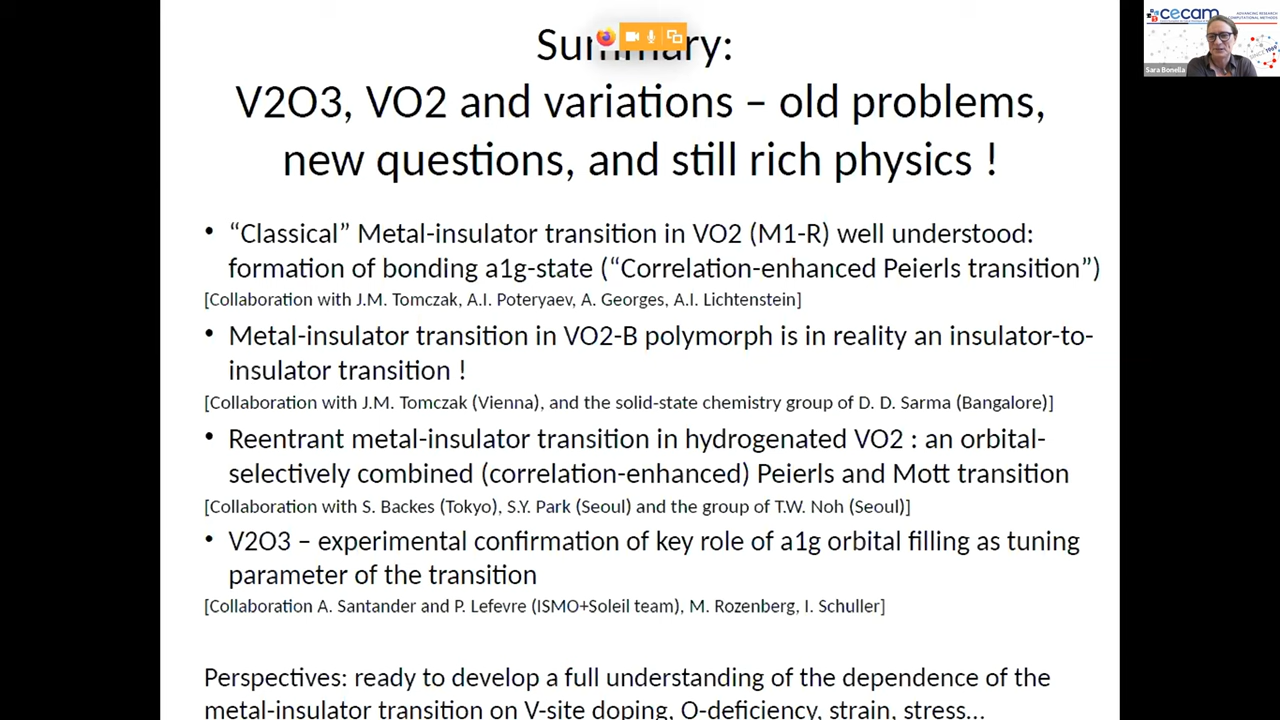 Summary:
V2O3, VO2 and variations – old problems,
new questions, and still rich physics !
• “Classical” Metal-insulator transition in VO2 (M1-R) well understood:
formation of bonding a1g-state (“Correlation-enhanced Peierls transition”)
[Collaboration with J.M. Tomczak, A.I. Poteryaev, A. Georges, A.I. Lichtenstein]
• Metal-insulator transition in VO2-B polymorph is in reality an insulator-to-
insulator transition !
[Collaboration with J.M. Tomczak (Vienna), and the solid-state chemistry group of D. D. Sarma (Bangalore)]
• Reentrant metal-insulator transition in hydrogenated VO2 : an orbital-
selectively combined (correlation-enhanced) Peierls and Mott transition
[Collaboration with S. Backes (Tokyo), S.Y. Park (Seoul) and the group of T.W. Noh (Seoul)]
• V2O3 – experimental confirmation of key role of a1g orbital filling as tuning
parameter of the transition
[Collaboration A. Santander and P. Lefevre (ISMO+Soleil team), M. Rozenberg, I. Schuller]
Perspectives: ready to develop a full understanding of the dependence of the
metal-insulator transition on V-site doping, O-deficiency, strain, stress...
cecam
ADVANCING RESEARCH
COMPUTATIONAL METHODS
SINCE 1969
Sara Bonella